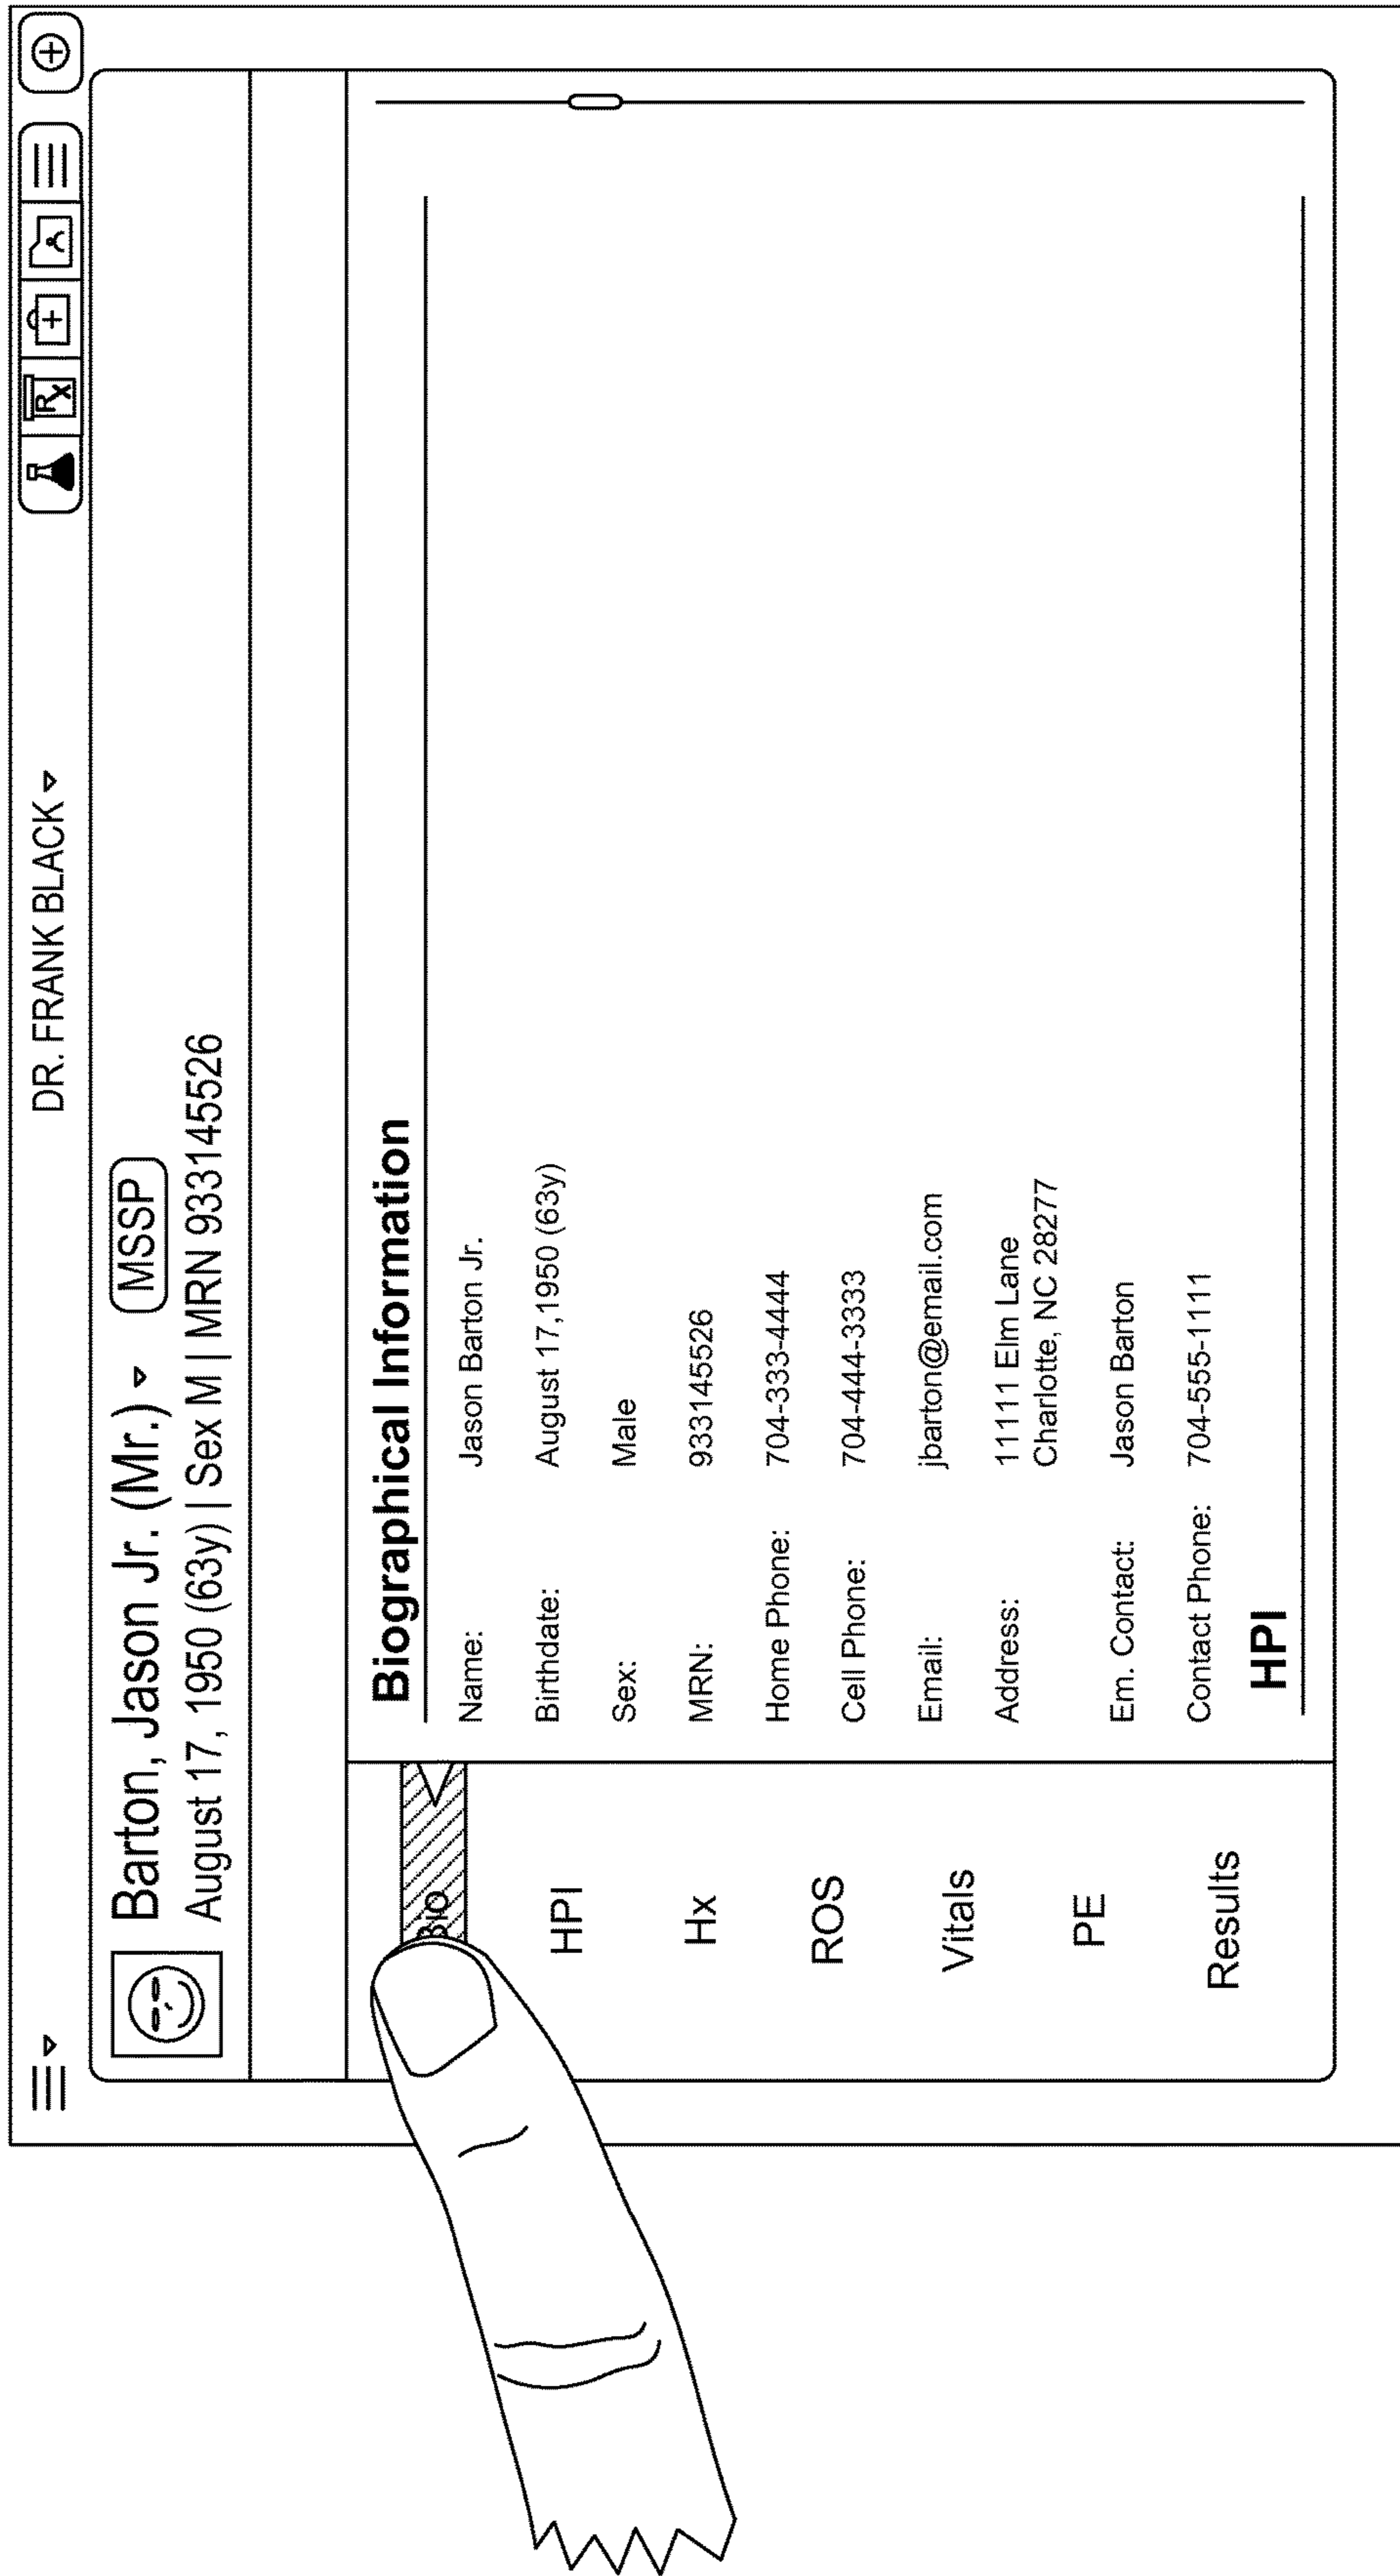 DR. FRANK BLACK
Rx
Barton, Jason Jr. (Mr.) MSSP
August 17, 1950 (63y) | Sex M | MRN 933145526
Bio
HPI
Hx
ROS
Vitals
PE
Results
Biographical Information
Name: Jason Barton Jr.
Birthdate: August 17,1950 (63y)
Sex: Male
MRN: 933145526
Home Phone: 704-333-4444
Cell Phone: 704-444-3333
Email: jbarton@email.com
Address: 11111 Elm Lane
Charlotte, NC 28277
Em. Contact: Jason Barton
Contact Phone: 704-555-1111
HPI